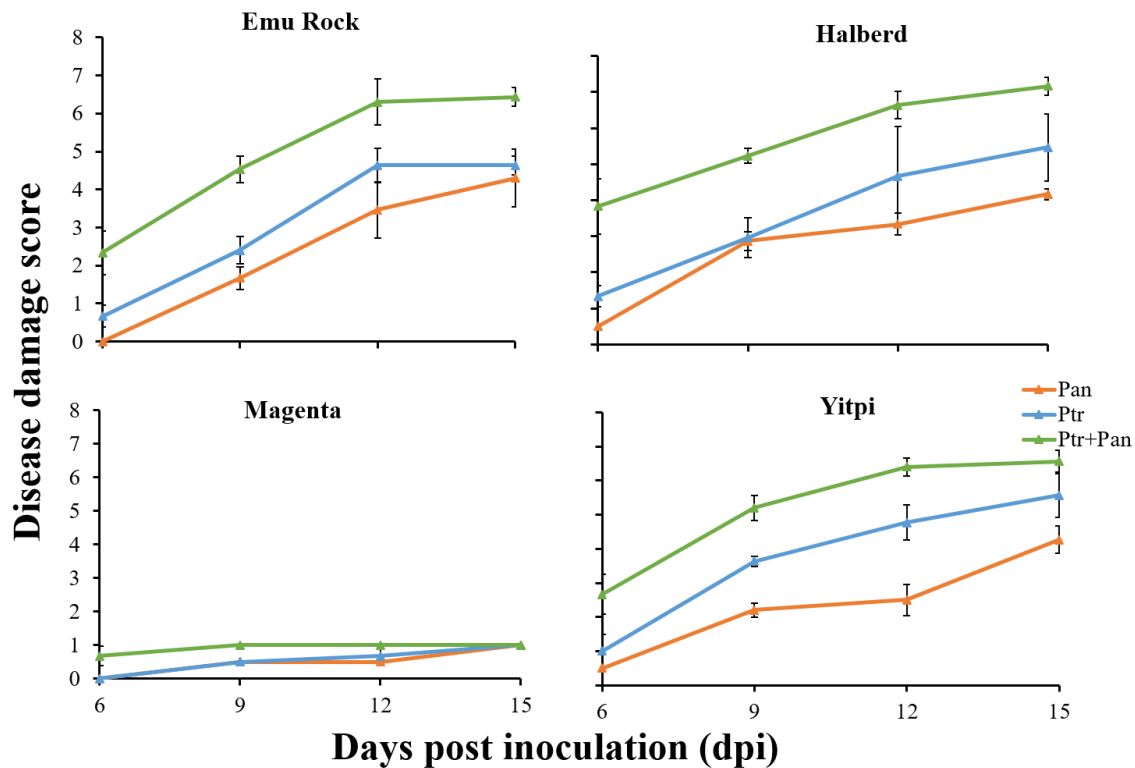 Emu Rock
Halberd
8
7
6
5
4
3
2
1
0
Disease damage score
Magenta
Yitpi
Pan
Ptr
Ptr+Pan
8
7
6
5
4
3
2
1
0
6 9 12 15
6 9 12 15
Days post inoculation (dpi)